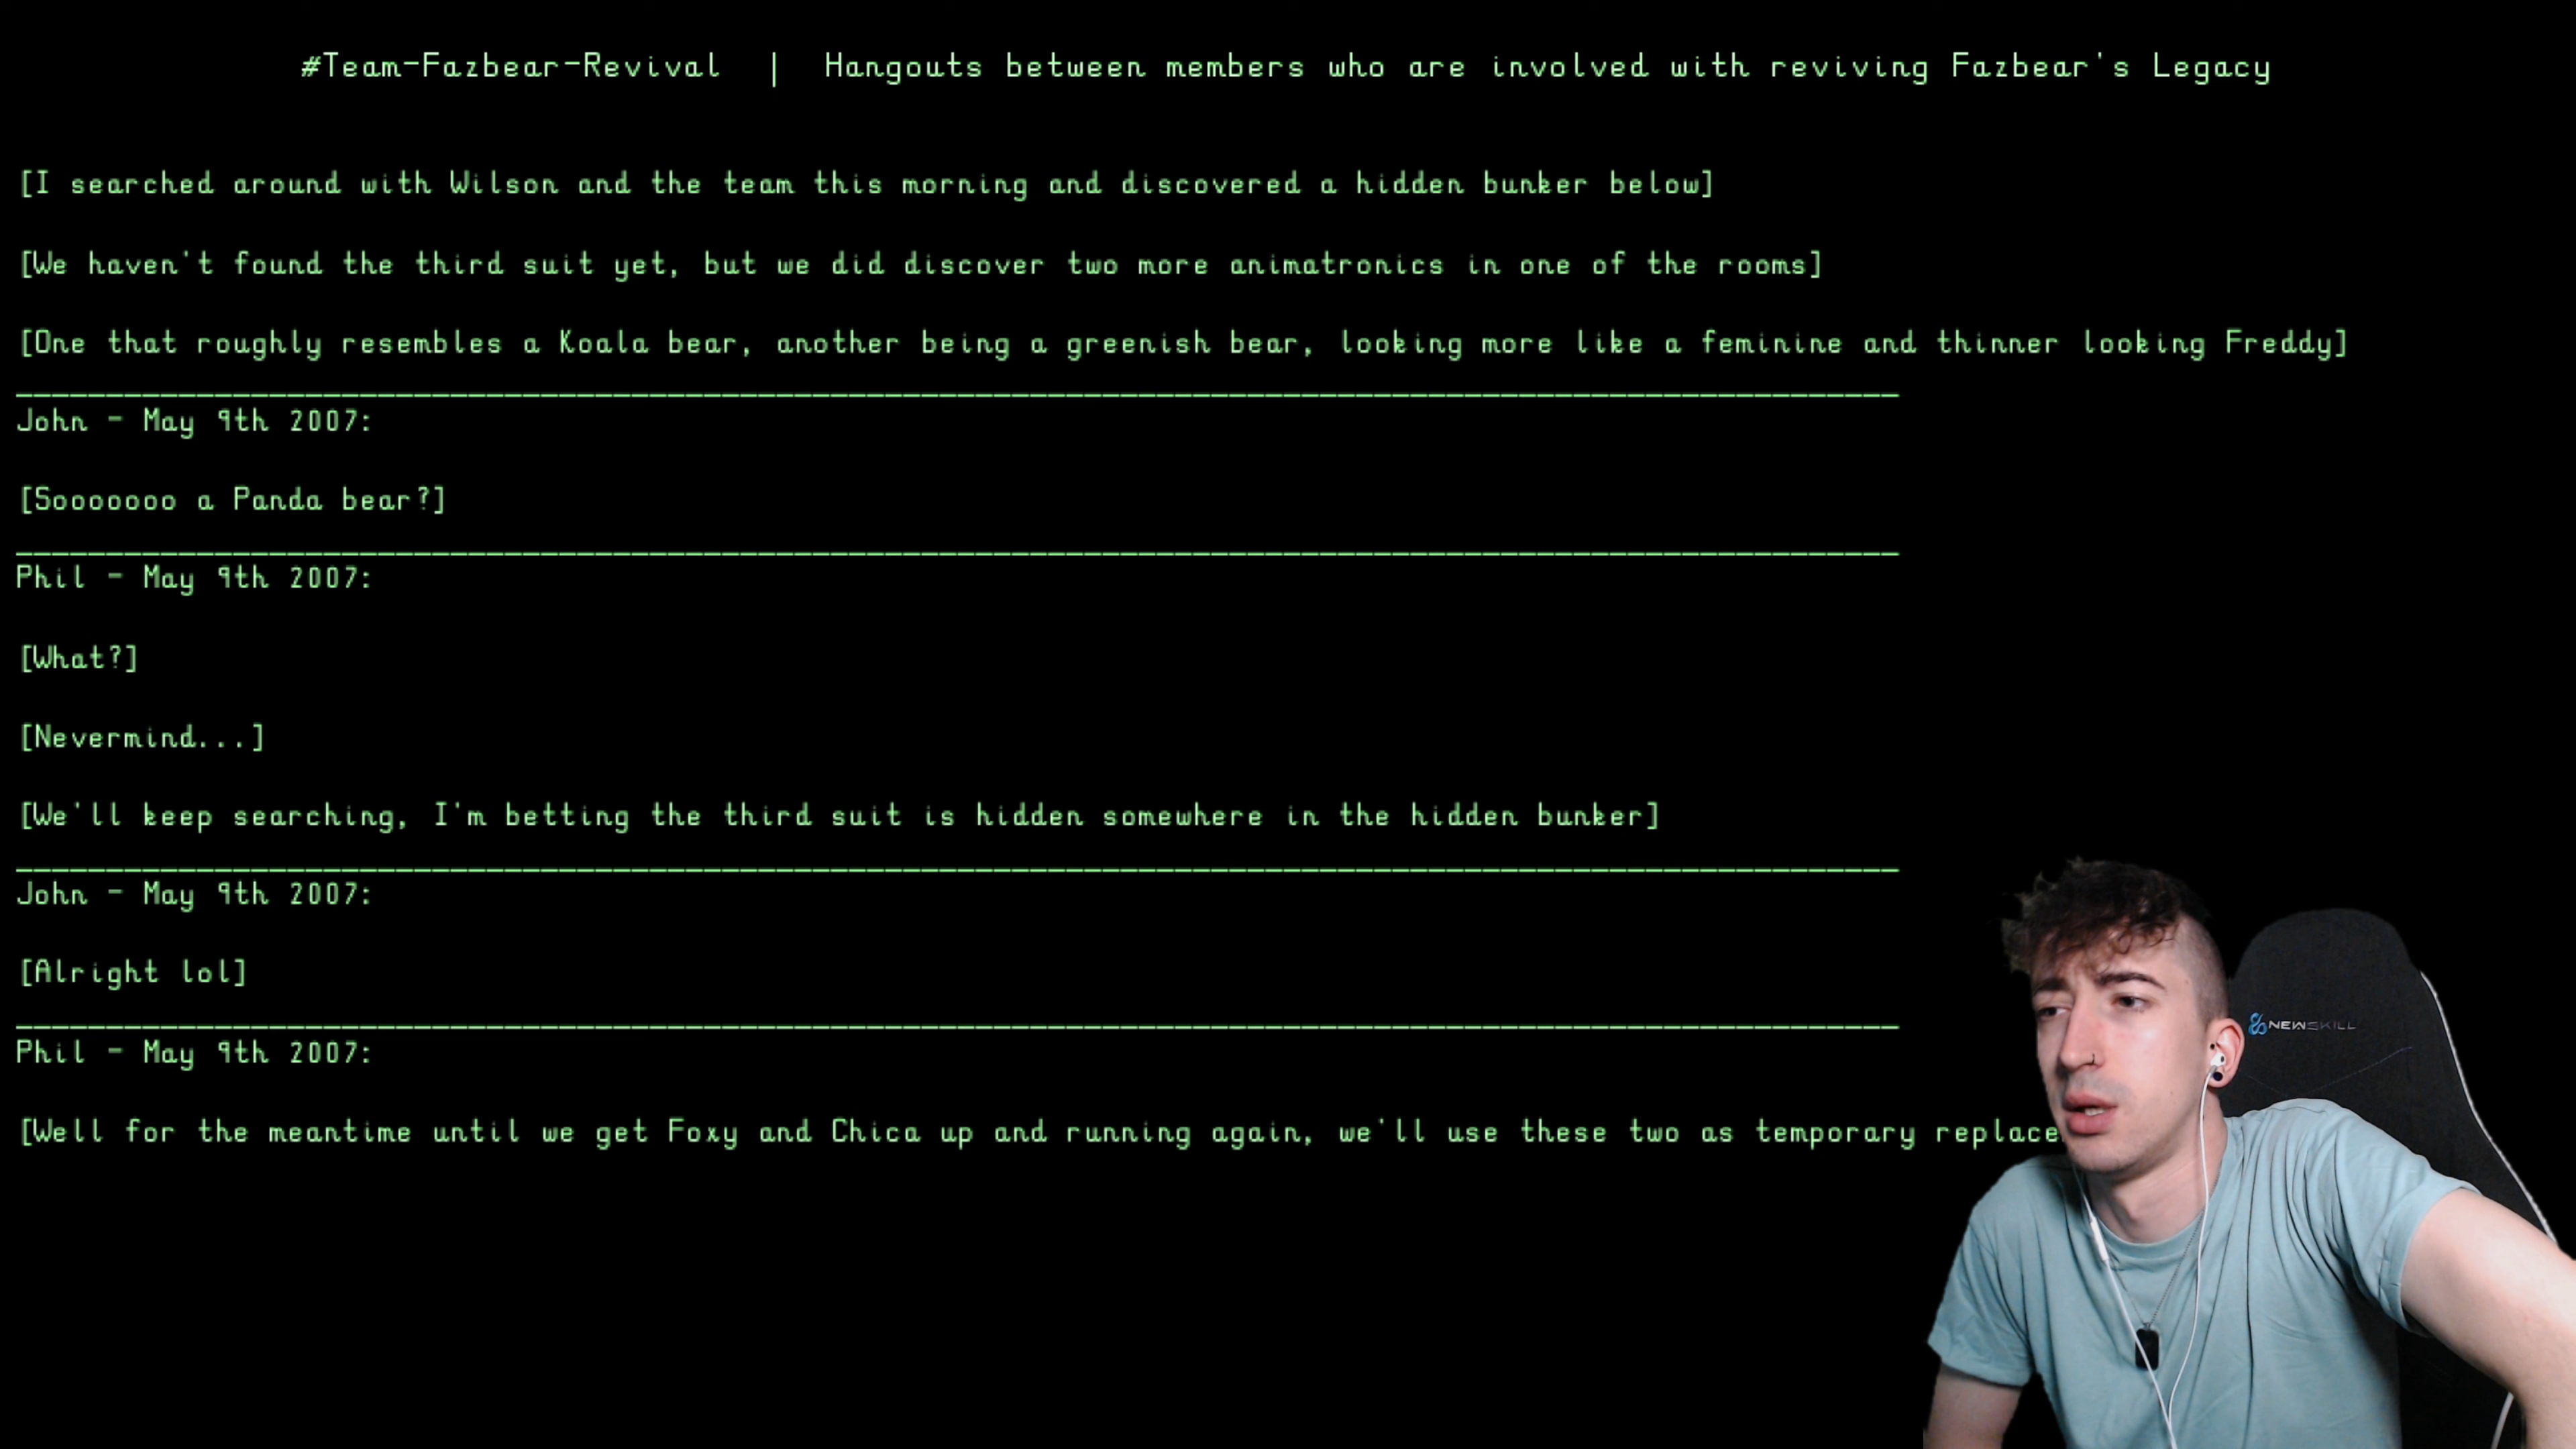 #Team-Fazbear-Revival | Hangouts between members who are involved with reviving Fazbear's Legacy
[I searched around with Wilson and the team this morning and discovered a hidden bunker below]
[We haven't found the third suit yet, but we did discover two more animatronics in one of the rooms]
[One that roughly resembles a Koala bear, another being a greenish bear, looking more like a feminine and thinner looking Freddy]
John - May 9th 2007:
[Sooooooo a Panda bear?]
Phil - May 9th 2007:
[What?]
[Nevermind...]
[We'll keep searching, I'm betting the third suit is hidden somewhere in the hidden bunker]
John - May 9th 2007:
[Alright lol]
Phil - May 9th 2007:
[Well for the meantime until we get Foxy and Chica up and running again, we'll use these two as temporary
NEWSKILL